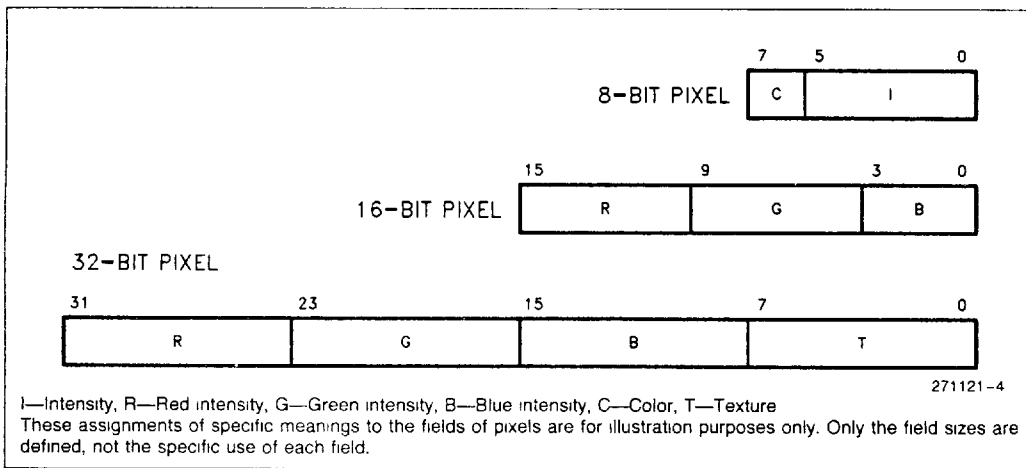 7 5 0
8-BIT PIXEL C I
15 9 3 0
16-BIT PIXEL R G B
32-BIT PIXEL
31 23 15 7 0
R G B T
271121-4
I—Intensity, R—Red intensity, G—Green intensity, B—Blue intensity, C—Color, T—Texture
These assignments of specific meanings to the fields of pixels are for illustration purposes only. Only the field sizes are
defined, not the specific use of each field.